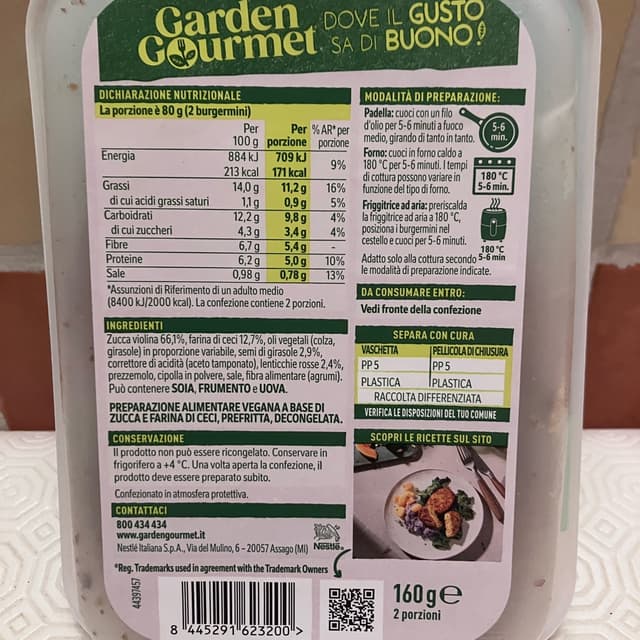 Garden
Gourmet
DOVE IL GUSTO
SA DI BUONO!
DICHIARAZIONE NUTRIZIONALE
La porzione è 80 g (2 burgermini)
Per 100 g Per porzione % AR* per porzione
Energia 884 kJ 709 kJ 9%
213 kcal 171 kcal
Grassi 14,0 g 11,2 g 16%
di cui acidi grassi saturi 1,1 g 0,9 g 5%
Carboidrati 12,2 g 9,8 g 4%
di cui zuccheri 4,3 g 3,4 g 4%
Fibre 6,7 g 5,4 g -
Proteine 6,2 g 5,0 g 10%
Sale 0,98 g 0,78 g 13%
*Assunzioni di Riferimento di un adulto medio
(8400 kJ/2000 kcal). La confezione contiene 2 porzioni.
INGREDIENTI
Zucca violina 66,1%, farina di ceci 12,7%, oli vegetali (colza,
girasole) in proporzione variabile, semi di girasole 2,9%,
correttore di acidità (aceto tamponato), lenticchie rosse 2,4%,
prezzemolo, cipolla in polvere, sale, fibra alimentare (agrumi).
Può contenere SOIA, FRUMENTO e UOVA.
PREPARAZIONE ALIMENTARE VEGANA A BASE DI
ZUCCA E FARINA DI CECI, PREFRITTA, DECONGELATA.
CONSERVAZIONE
Il prodotto non può essere ricongelato. Conservare in
frigorifero a +4 °C. Una volta aperta la confezione, il
prodotto deve essere preparato subito.
Confezionato in atmosfera protettiva.
CONTATTACI
800 434 434
www.gardengourmet.it
Nestlé Italiana S.p.A., Via del Mulino, 6 – 20057 Assago (MI)
Nestlé
*Reg. Trademarks used in agreement with the Trademark Owners
44397457
8 445291 623200 >
MODALITÀ DI PREPARAZIONE:
Padella: cuoci con un filo
d'olio per 5-6 minuti a fuoco
medio, girando di tanto in tanto.
5-6
min.
Forno: cuoci in forno caldo a
180 °C per 5-6 minuti. I tempi
di cottura possono variare in
funzione del tipo di forno.
180 °C
5-6 min.
Friggitrice ad aria: preriscalda
la friggitrice ad aria a 180 °C,
posiziona i burgermini nel
cestello e cuoci per 5-6 minuti.
180 °C
5-6 min
Adatto solo alla cottura secondo
le modalità di preparazione indicate.
DA CONSUMARE ENTRO:
Vedi fronte della confezione
SEPARA CON CURA
VASCHETTA PELLICOLA DI CHIUSURA
PP 5 PP 5
PLASTICA PLASTICA
RACCOLTA DIFFERENZIATA
VERIFICA LE DISPOSIZIONI DEL TUO COMUNE
SCOPRI LE RICETTE SUL SITO
160 g ℮
2 porzioni